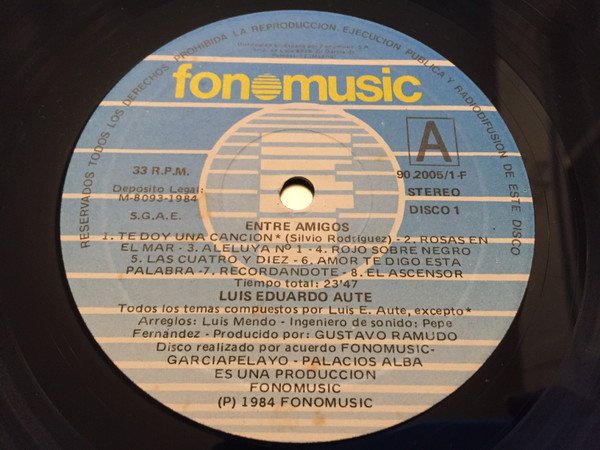 RESERVADOS TODOS LOS DERECHOS PROHIBIDA LA REPRODUCCION, EJECUCION PUBLICA Y RADIODIFUSION DE ESTE DISCO
fonomusic
A
33 R.P.M.
90.2005/1-F
Deposito Legal:
STEREO
M-8093-1984
DISCO 1
S.G.A.E.
ENTRE AMIGOS
1. TE DOY UNA CANCION* (Silvio Rodríguez) - 2. ROSAS EN
EL MAR - 3. ALELUYA Nº 1 - 4. ROJO SOBRE NEGRO
5. LAS CUATRO Y DIEZ - 6. AMOR TE DIGO ESTA
PALABRA - 7. RECORDANDOTE - 8. EL ASCENSOR
Tiempo total: 23'47
LUIS EDUARDO AUTE
Todos los temas compuestos por Luis E. Aute, excepto*
Arreglos: Luis Mendo - Ingeniero de sonido: Pepe
Fernández - Producido por: GUSTAVO RAMUDO
Disco realizado por acuerdo FONOMUSIC-
GARCIAPELAYO - PALACIOS ALBA
ES UNA PRODUCCION
FONOMUSIC
(P) 1984 FONOMUSIC